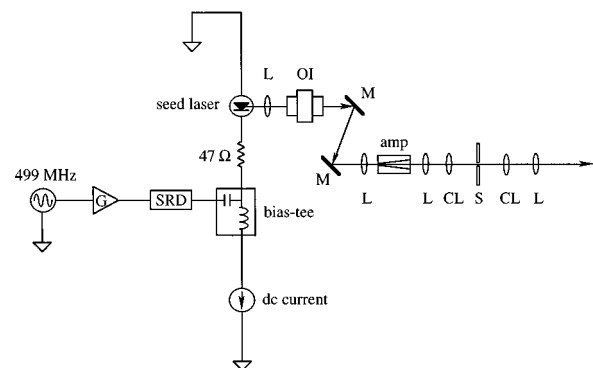 L OI
M
seed laser
amp
47 Ω
M
499 MHz
L L CL S CL L
G SRD
bias-tee
dc current